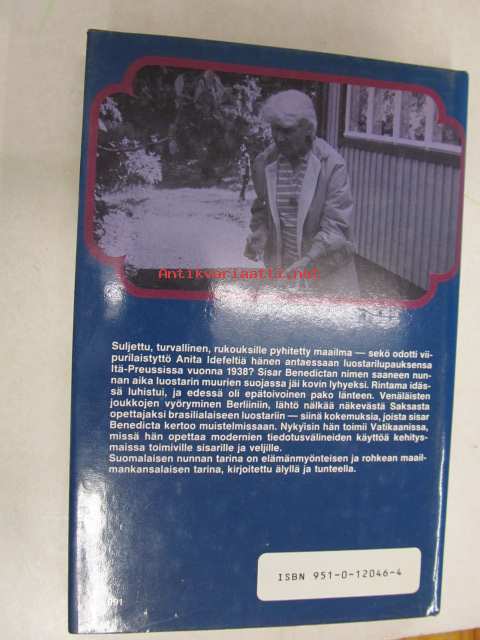 Antikvariaatti.net
Suljettu, turvallinen, rukouksille pyhitetty maailma — sekö odotti vii-
purilaistyttö Anita Idefeltiä hänen antaessaan luostarilupauksensa
Itä-Preussissa vuonna 1938? Sisar Benedictan nimen saaneen nun-
nan aika luostarin muurien suojassa jäi kovin lyhyeksi. Rintama idäs-
sä luhistui, ja edessä oli epätoivoinen pako länteen. Venäläisten
joukkojen vyöryminen Berliiniin, lähtö nälkää näkevästä Saksasta
opettajaksi brasilialaiseen luostariin — siinä kokemuksia, joista sisar
Benedicta kertoo muistelmissaan. Nykyisin hän toimii Vatikaanissa,
missä hän opettaa modernien tiedotusvälineiden käyttöä kehitys-
maissa toimiville sisarille ja veljille.
Suomalaisen nunnan tarina on elämänmyönteisen ja rohkean maail-
mankansalaisen tarina, kirjoitettu älyllä ja tunteella.
ISBN 951-0-12046-4